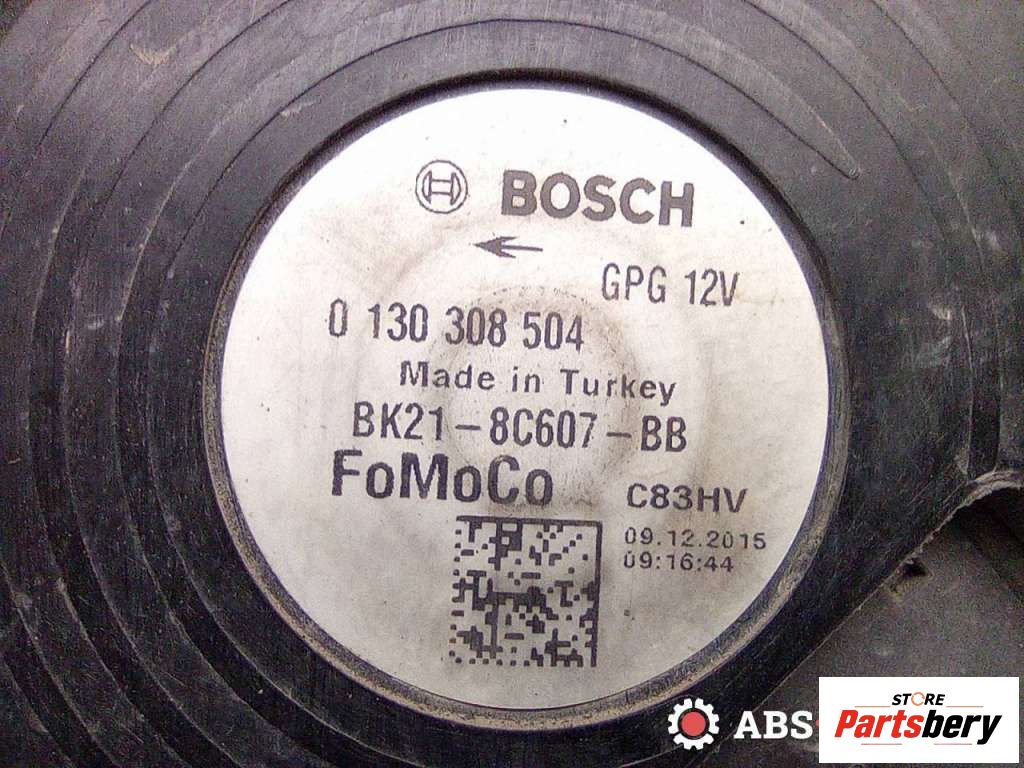 BOSCH
GPG 12V
0 130 308 504
Made in Turkey
BK21-8C607-BB
FoMoCo
C83HV
09.12.2015
09:16:44
ABS
STORE
Partsbery